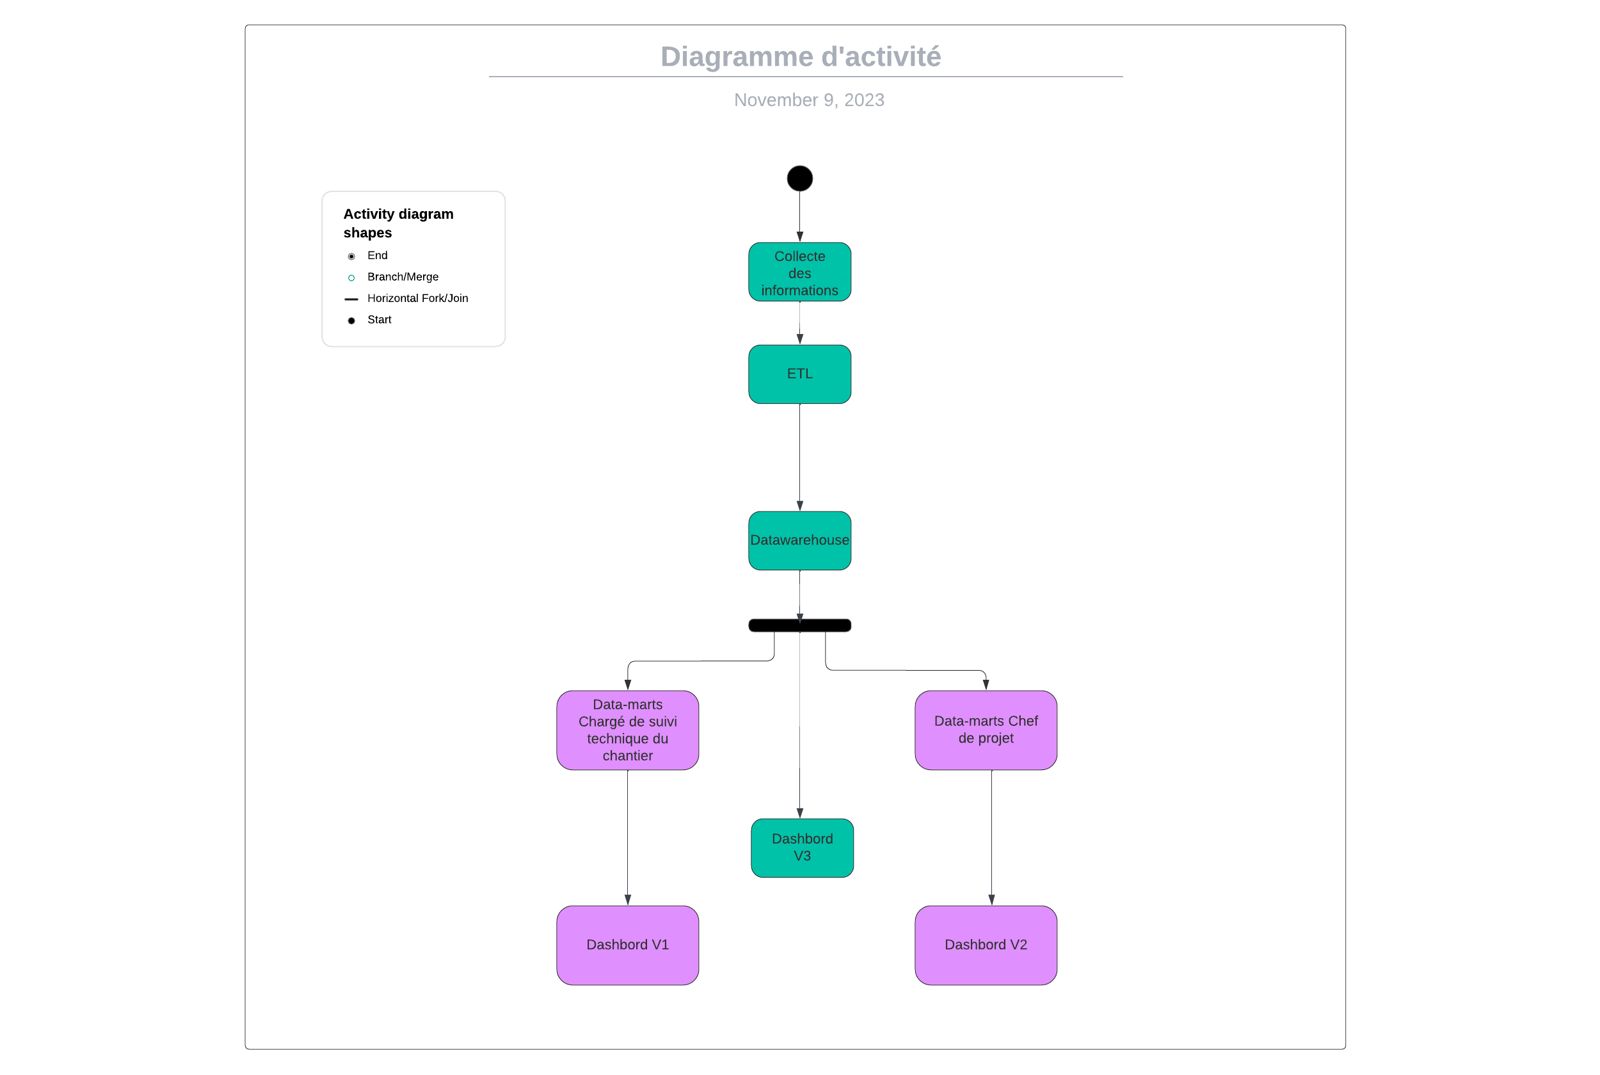 Diagramme d'activité
November 9, 2023
Activity diagram
shapes
End
Branch/Merge
Horizontal Fork/Join
Start
Collecte
des
informations
ETL
Datawarehouse
Data-marts
Chargé de suivi
technique du
chantier
Data-marts Chef
de projet
Dashbord
V3
Dashbord V1
Dashbord V2